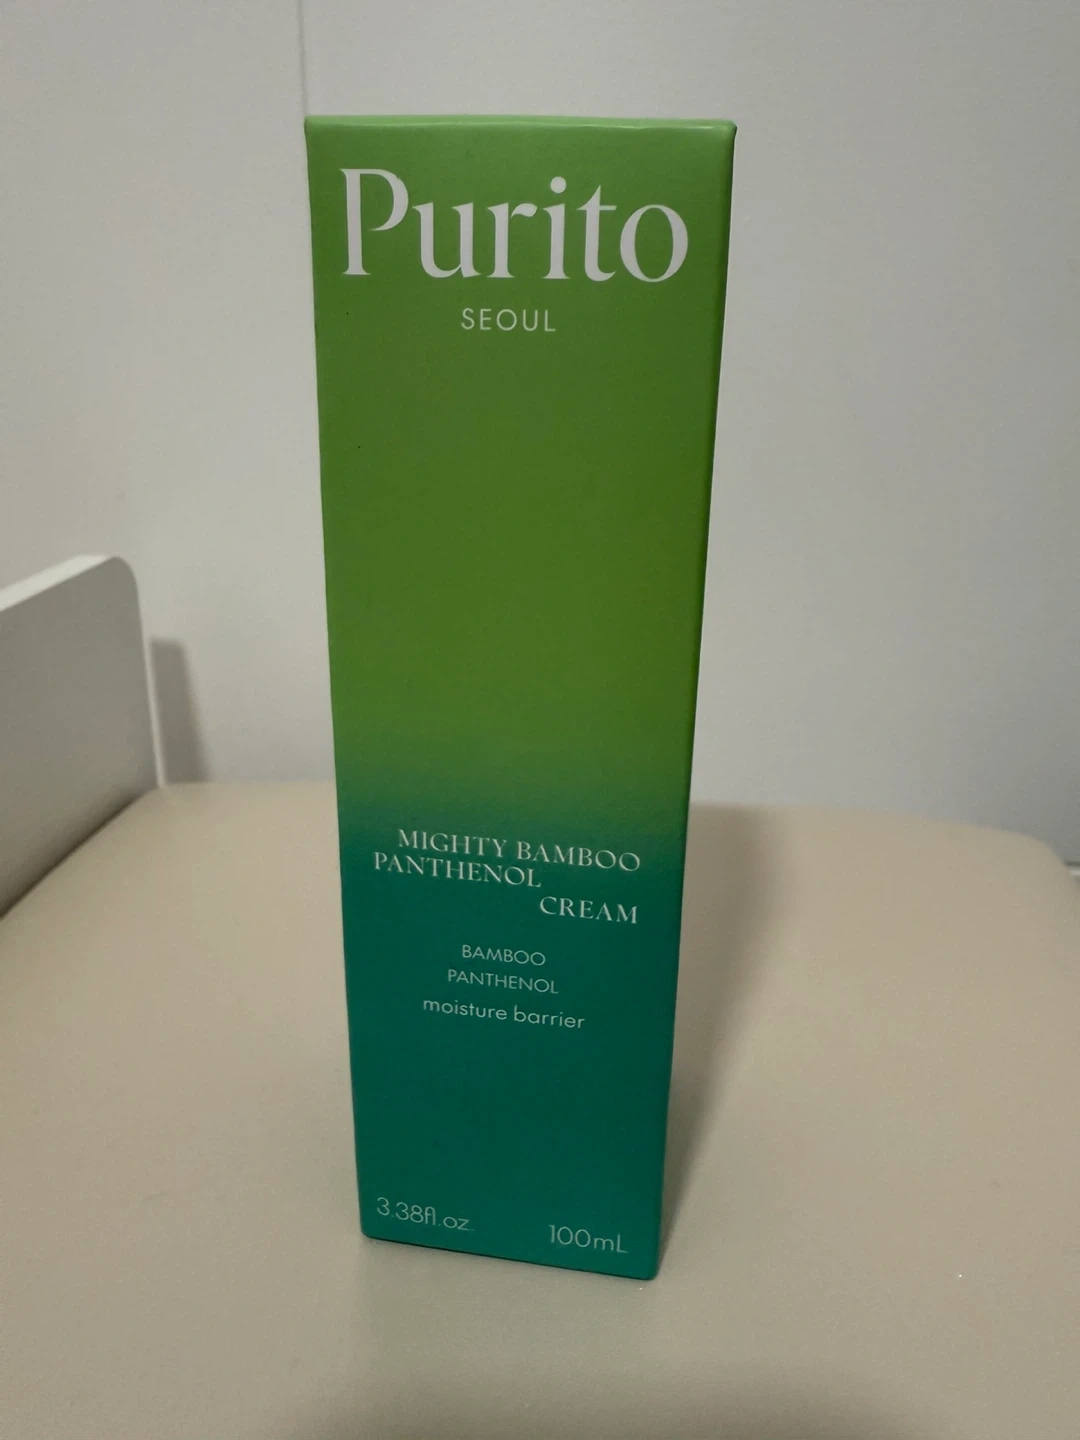 Purito
SEOUL
MIGHTY BAMBOO
PANTHENOL
CREAM
BAMBOO
PANTHENOL
moisture barrier
3.38fl.oz.
100mL